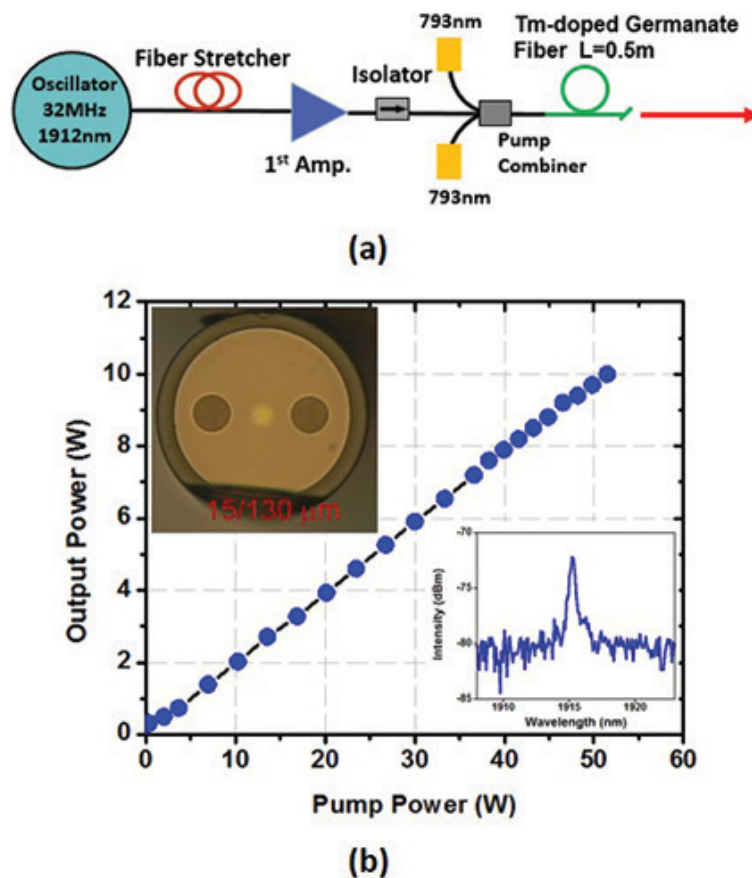 Oscillator
32MHz
1912nm
Fiber Stretcher
1st Amp.
Isolator
793nm
793nm
Pump
Combiner
Tm-doped Germanate
Fiber L=0.5m
(a)
Output Power (W)
12
10
8
6
4
2
0
15/130 μm
Intensity (dBm)
-70
-75
-80
-85
1910
1915
1920
Wavelength (nm)
0
10
20
30
40
50
60
Pump Power (W)
(b)